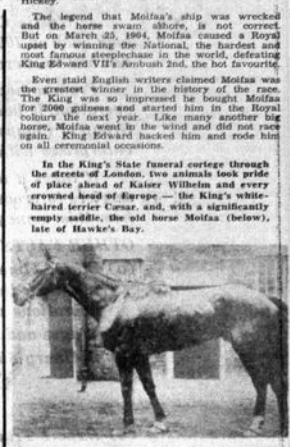 Hickey.
The legend that Moifaa's ship was wrecked
and the horse swam ashore, is not correct.
But on March 25, 1904, Moifaa caused a Royal
upset by winning the National, the hardest and
most famous steeplechase in the world, defeating
King Edward VII's Ambush 2nd, the hot favourite.
Even staid English writers claimed Moifaa was
the greatest winner in the history of the race.
The King was so impressed he bought Moifaa
for 2000 guineas and started him in the Royal
colours the next year. Like many another big
horse, Moifaa went in the wind and did not race
again. King Edward hacked him and rode him
on all ceremonial occasions.
In the King's State funeral cortege through
the streets of London, two animals took pride
of place ahead of Kaiser Wilhelm and every
crowned head of Europe — the King's white-
haired terrier Cæsar. and, with a significantly
empty saddle, the old horse Moifaa (below),
late of Hawke's Bay.